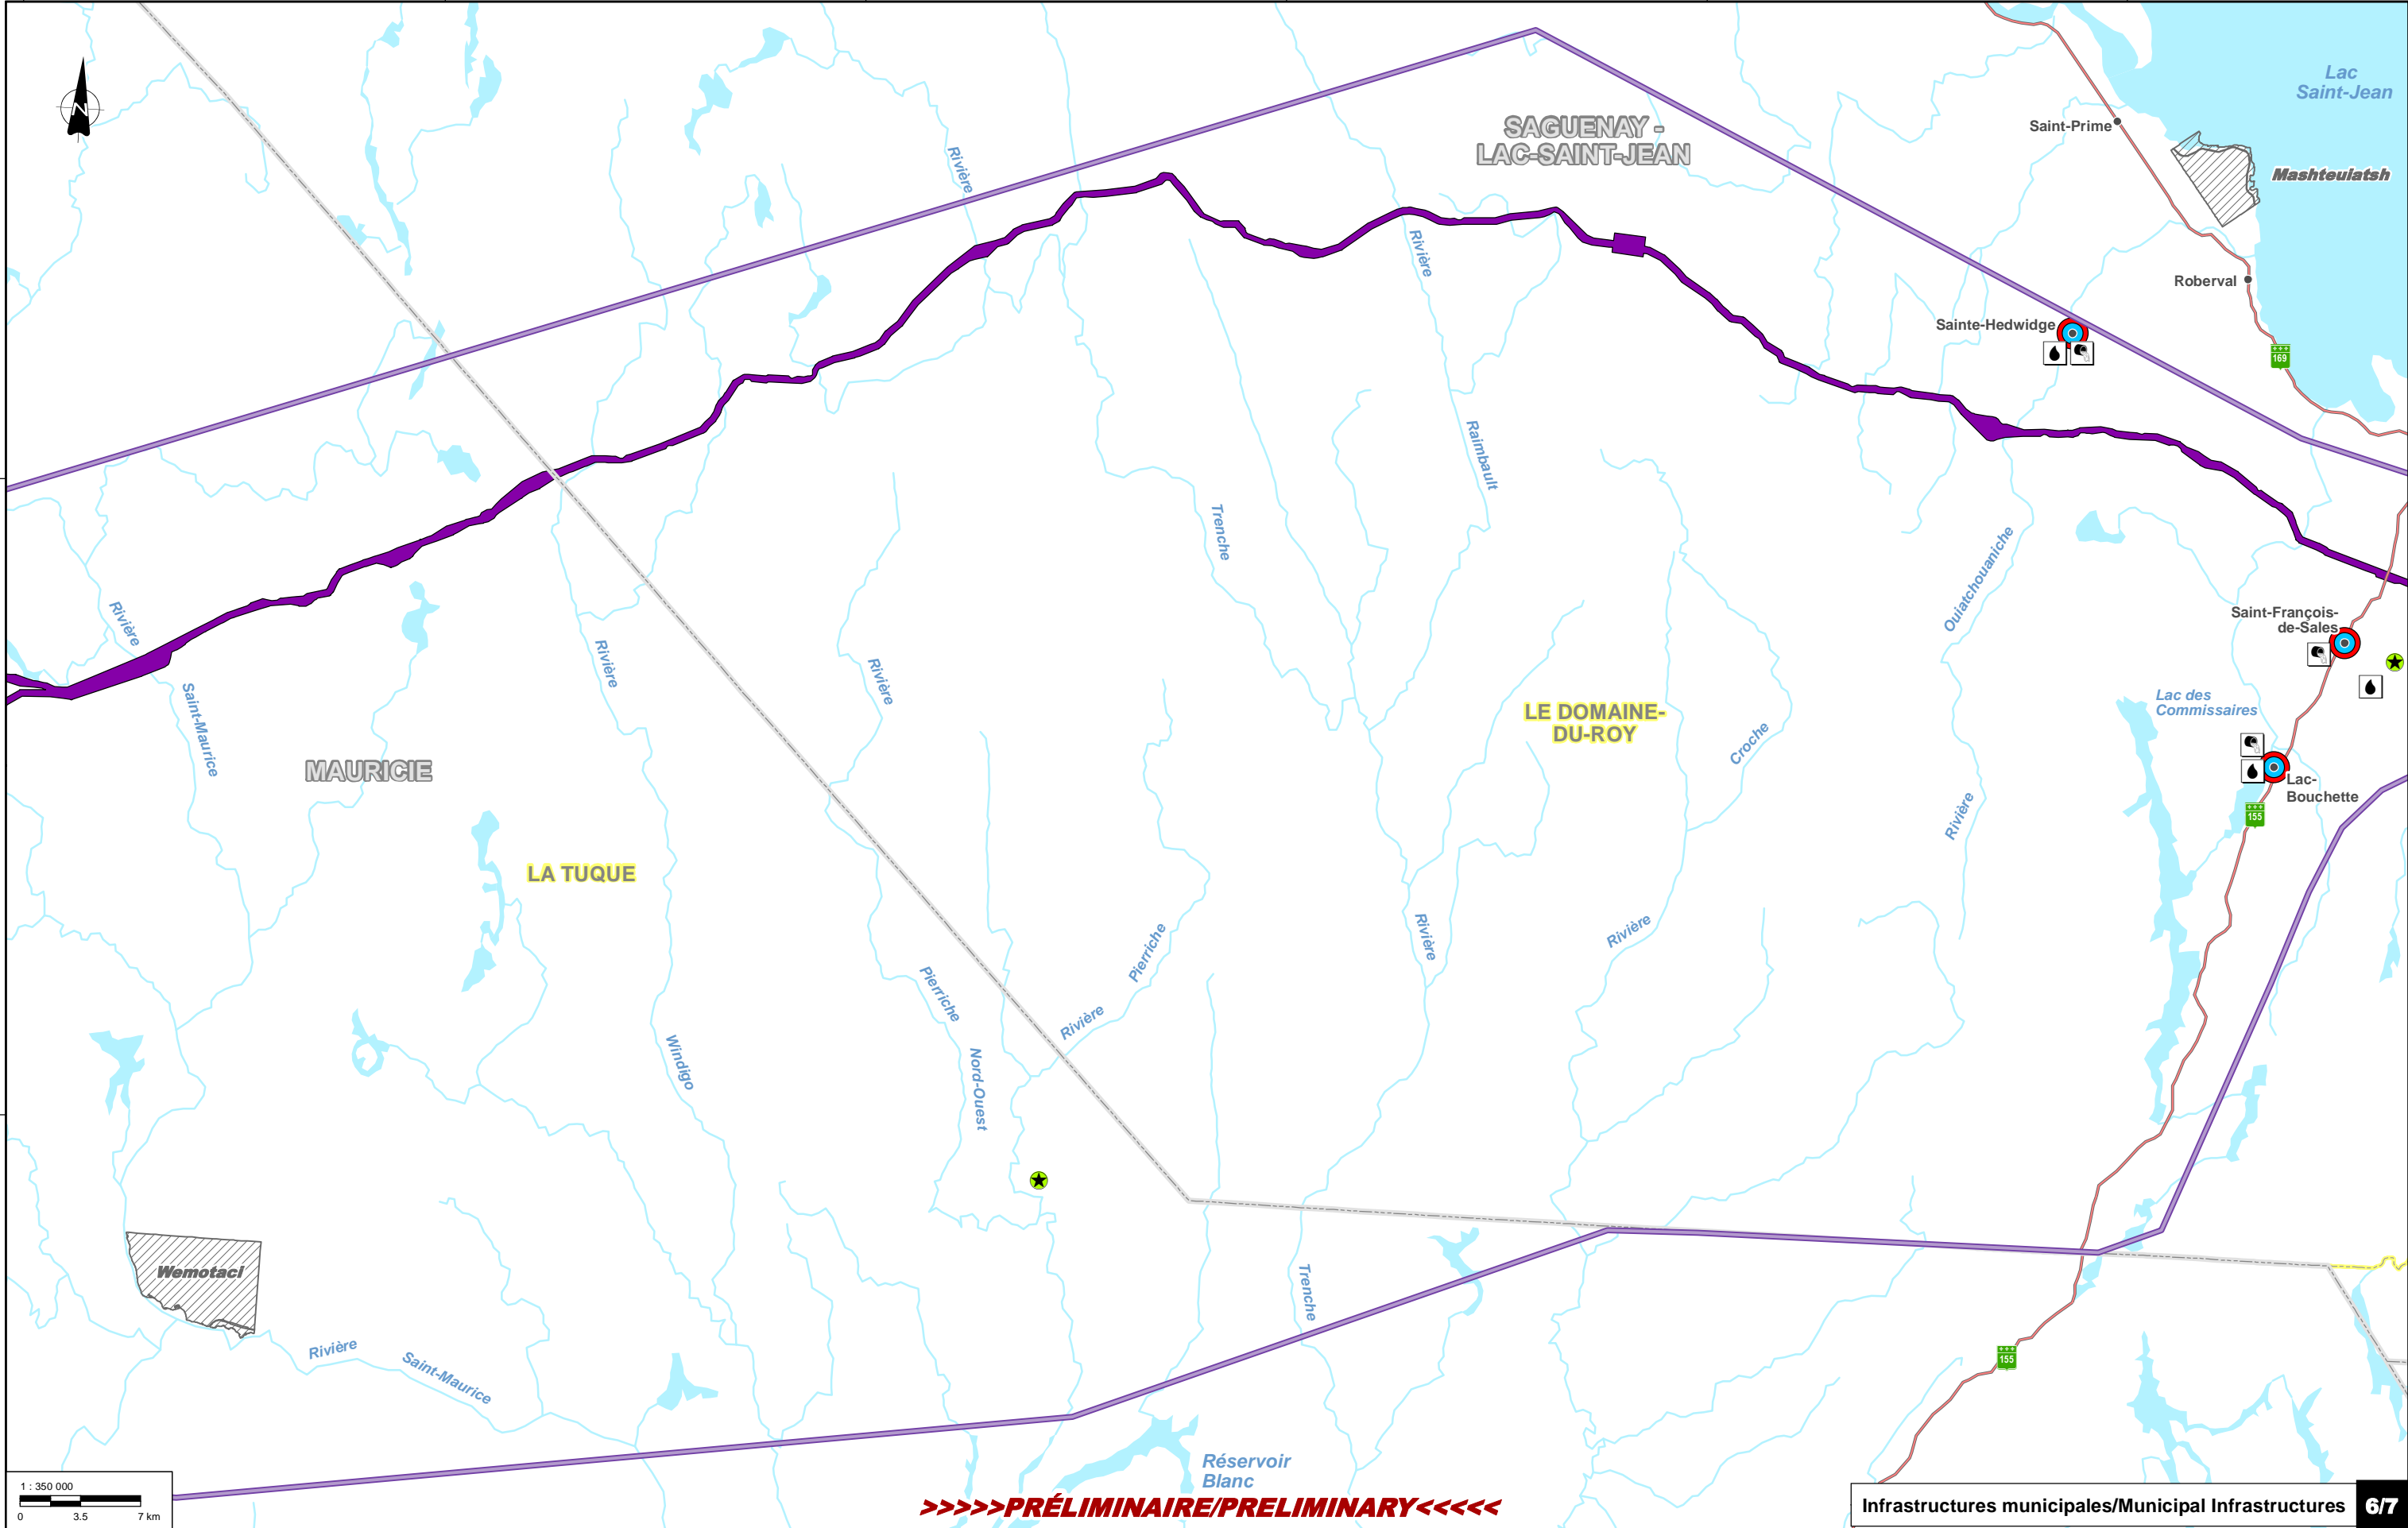 N
Lac
Saint-Jean
SAGUENAY -
LAC-SAINT-JEAN
Saint-Prime
Mashteuiatsh
Rivière
Rivière
Roberval
Sainte-Hedwidge
169
Raimbault
Trenche
Ouiatchouaniche
Rivière
Saint-François-
de-Sales
Rivière
Rivière
Saint-Maurice
Lac des
Commissaires
LE DOMAINE-
DU-ROY
Croche
MAURICIE
Lac-
Bouchette
155
Rivière
LA TUQUE
Rivière
Rivière
Pierriche
Pierriche
Rivière
Windigo
Nord-Ouest
Wemotaci
Trenche
Rivière
Saint-Maurice
155
Réservoir
Blanc
1 : 350 000
0 3.5 7 km
>>>>>PRÉLIMINAIRE/PRELIMINARY<<<<<
Infrastructures municipales/Municipal Infrastructures 6/7